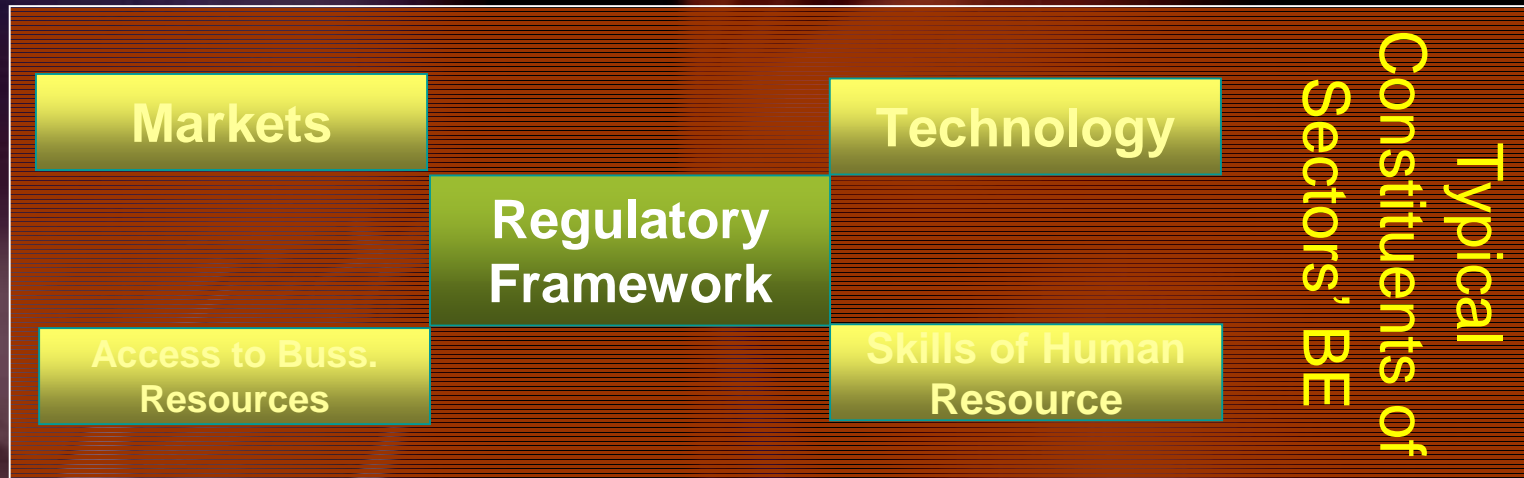 Markets
Technology
Regulatory
Framework
Access to Buss.
Resources
Skills of Human
Resource
Typical
Constituents of
Sectors’ BE